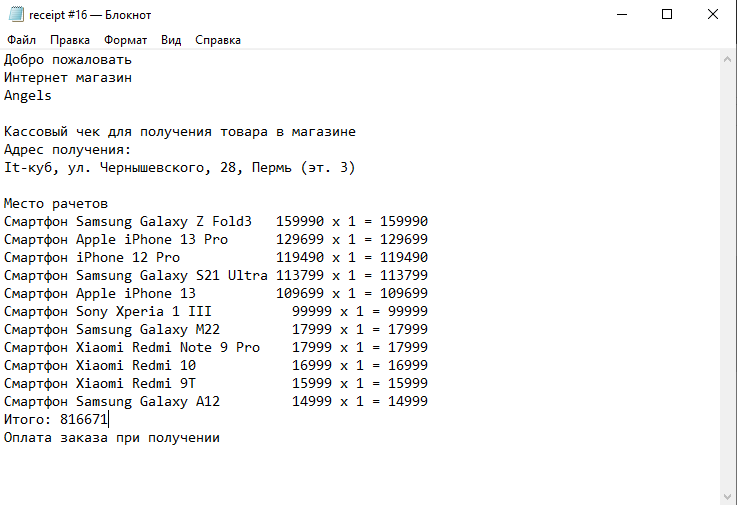 receipt #16 — Блокнот
Файл Правка Формат Вид Справка
Добро пожаловать
Интернет магазин
Angels
Кассовый чек для получения товара в магазине
Адрес получения:
It-куб, ул. Чернышевского, 28, Пермь (эт. 3)
Место рачетов
Смартфон Samsung Galaxy Z Fold3 159990 x 1 = 159990
Смартфон Apple iPhone 13 Pro 129699 x 1 = 129699
Смартфон iPhone 12 Pro 119490 x 1 = 119490
Смартфон Samsung Galaxy S21 Ultra 113799 x 1 = 113799
Смартфон Apple iPhone 13 109699 x 1 = 109699
Смартфон Sony Xperia 1 III 99999 x 1 = 99999
Смартфон Samsung Galaxy M22 17999 x 1 = 17999
Смартфон Xiaomi Redmi Note 9 Pro 17999 x 1 = 17999
Смартфон Xiaomi Redmi 10 16999 x 1 = 16999
Смартфон Xiaomi Redmi 9T 15999 x 1 = 15999
Смартфон Samsung Galaxy A12 14999 x 1 = 14999
Итого: 816671
Оплата заказа при получении